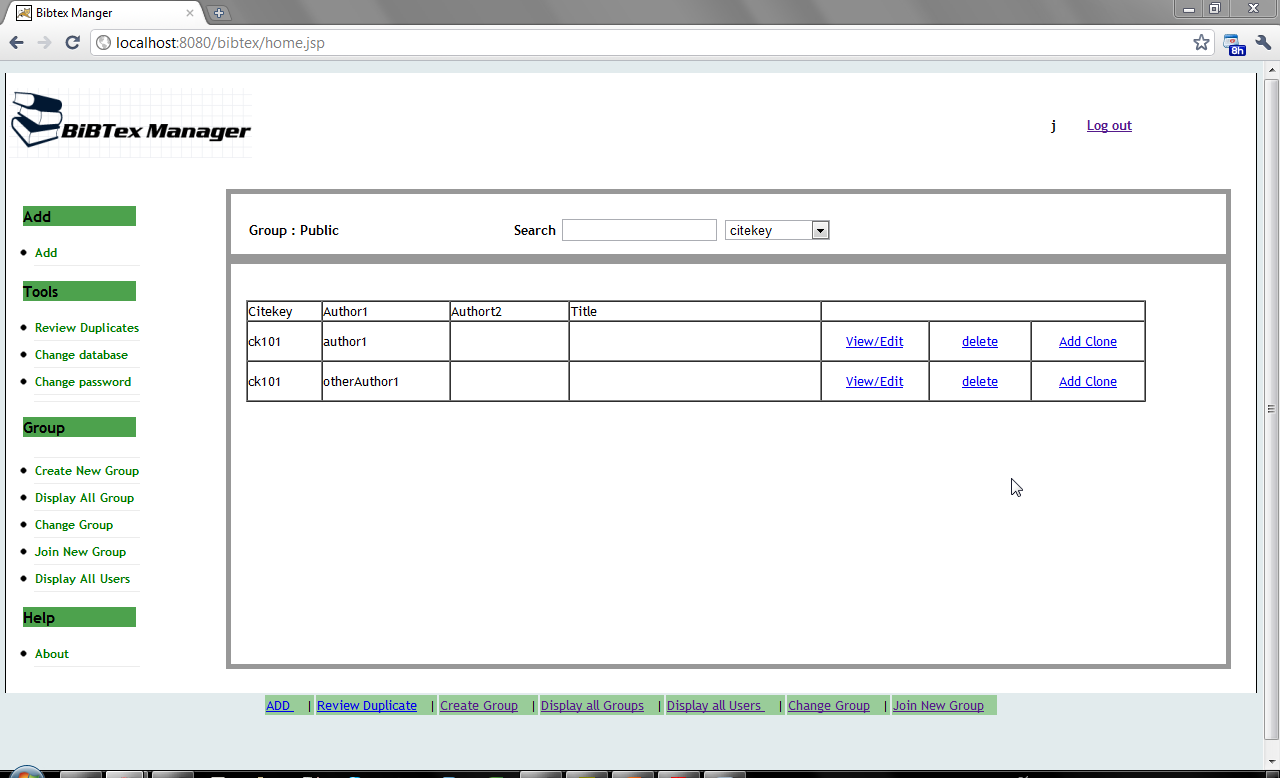 Bibtex Manger
localhost:8080/bibtex/home.jsp
8h
BiBTex Manager
j Log out
Add
Add
Tools
Review Duplicates
Change database
Change password
Group
Create New Group
Display All Group
Change Group
Join New Group
Display All Users
Help
About
Group : Public Search citekey
Citekey Author1 Authort2 Title
ck101 author1 View/Edit delete Add Clone
ck101 otherAuthor1 View/Edit delete Add Clone
ADD | Review Duplicate | Create Group | Display all Groups | Display all Users | Change Group | Join New Group